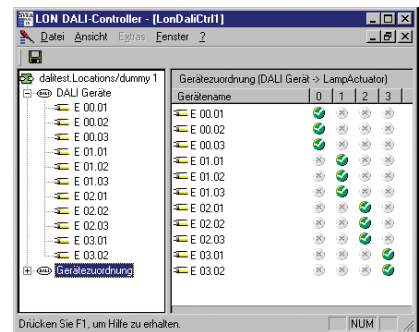 LON DALI-Controller - [LonDaliCtrl1]
Datei Ansicht Extras Fenster ?
dalitest.Locations/dummy 1
DALI Geräte
E 00.01
E 00.02
E 00.03
E 01.01
E 01.02
E 01.03
E 02.01
E 02.02
E 02.03
E 03.01
E 03.02
Gerätezuordnung
Gerätezuordnung (DALI Gerät -> LampActuator)
Gerätename 0 1 2 3
E 00.01
E 00.02
E 00.03
E 01.01
E 01.02
E 01.03
E 02.01
E 02.02
E 02.03
E 03.01
E 03.02
Drücken Sie F1, um Hilfe zu erhalten.
NUM